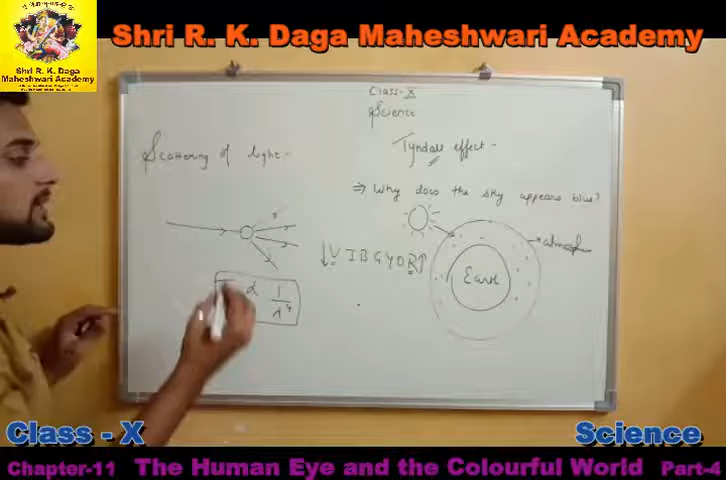 Shri R. K. Daga Maheshwari Academy
Shri R. K. Daga
Maheshwari Academy
Class - X
Science
Scattering of light -
Tyndall effect -
⇒ Why does the sky appears blue?
→ atmosph
↓ V I B G Y O R ↑
Earth
α 1/λ⁴
Class - X
Science
Chapter-11 The Human Eye and the Colourful World Part-4